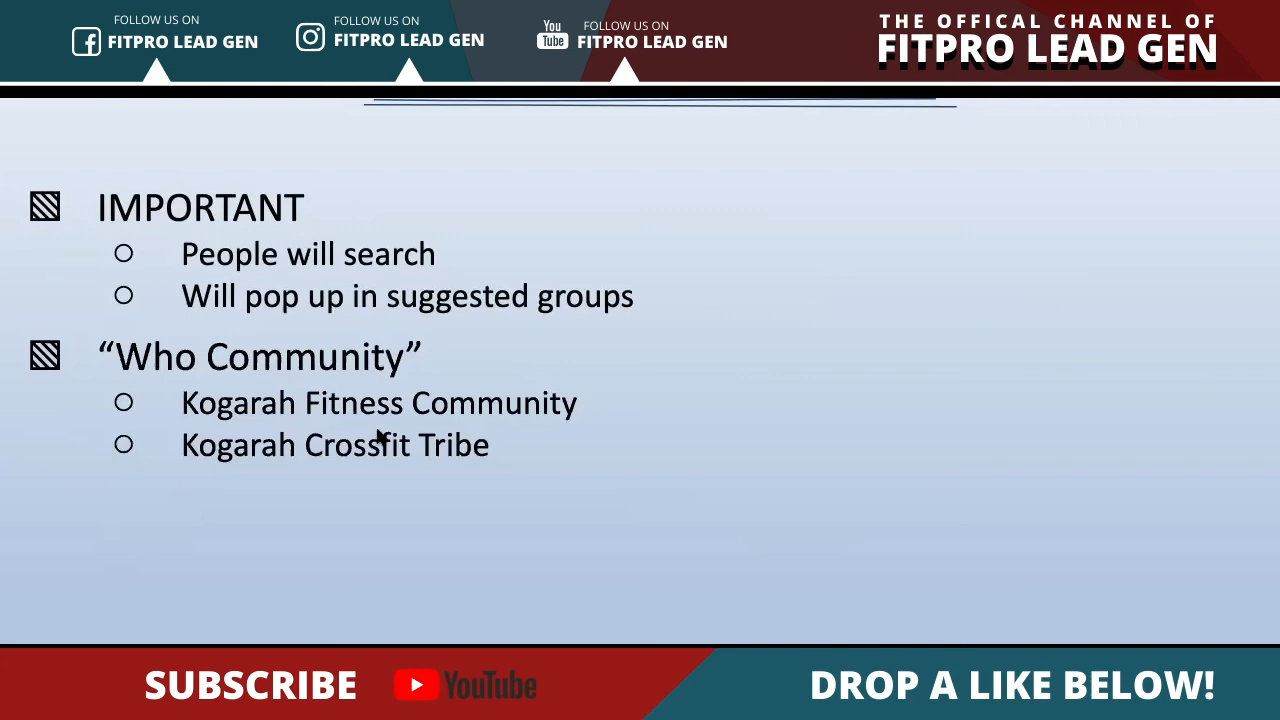 FOLLOW US ON
FITPRO LEAD GEN
FOLLOW US ON
FITPRO LEAD GEN
You
Tube
FOLLOW US ON
FITPRO LEAD GEN
THE OFFICAL CHANNEL OF
FITPRO LEAD GEN
IMPORTANT
People will search
Will pop up in suggested groups
“Who Community”
Kogarah Fitness Community
Kogarah Crossfit Tribe
SUBSCRIBE
YouTube
DROP A LIKE BELOW!